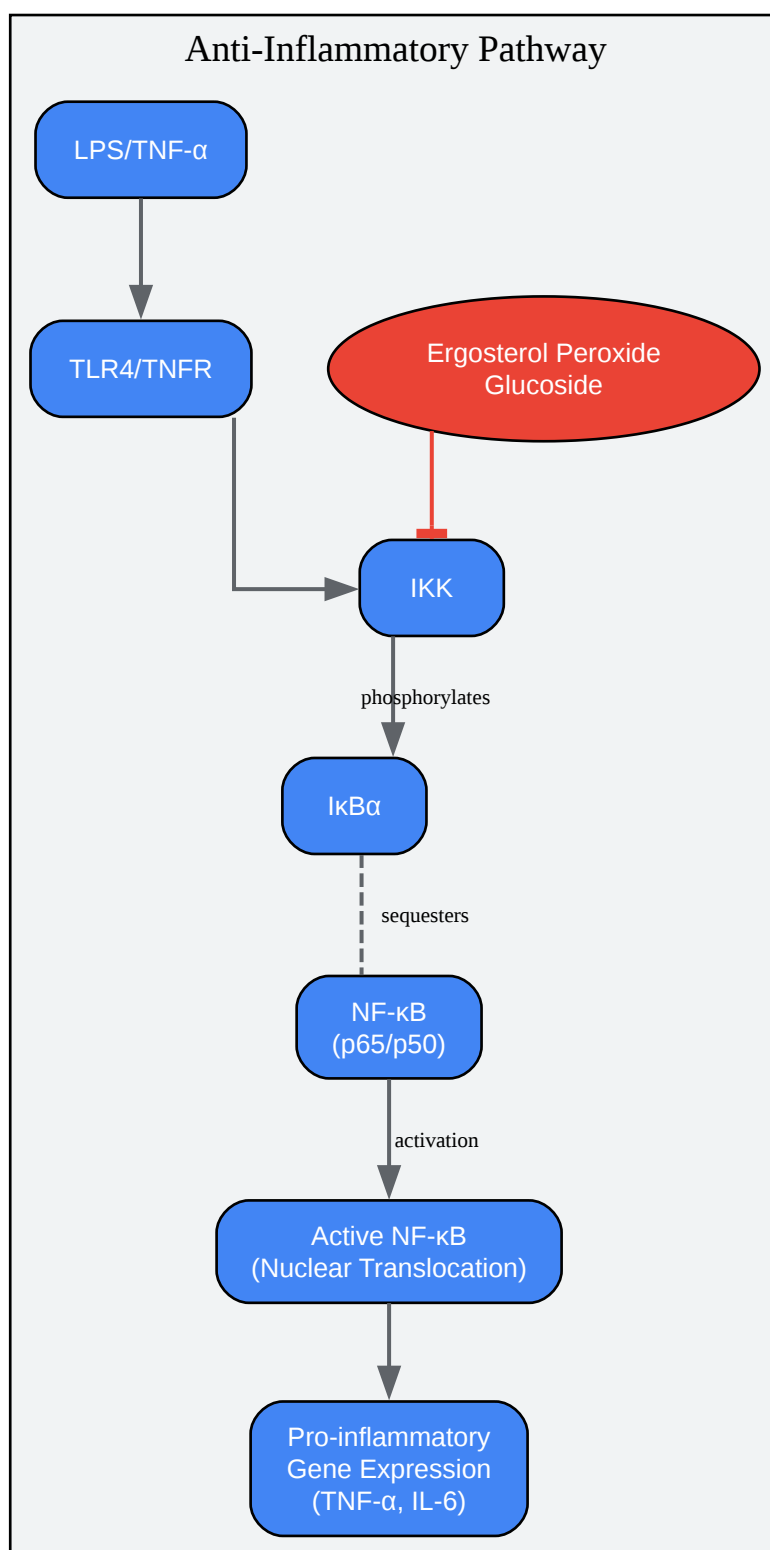 Anti-Inflammatory Pathway
LPS/TNF-α
TLR4/TNFR
Ergosterol Peroxide
Glucoside
IKK
phosphorylates
IκBα
sequesters
NF-κB
(p65/p50)
activation
Active NF-κB
(Nuclear Translocation)
Pro-inflammatory
Gene Expression
(TNF-α, IL-6)